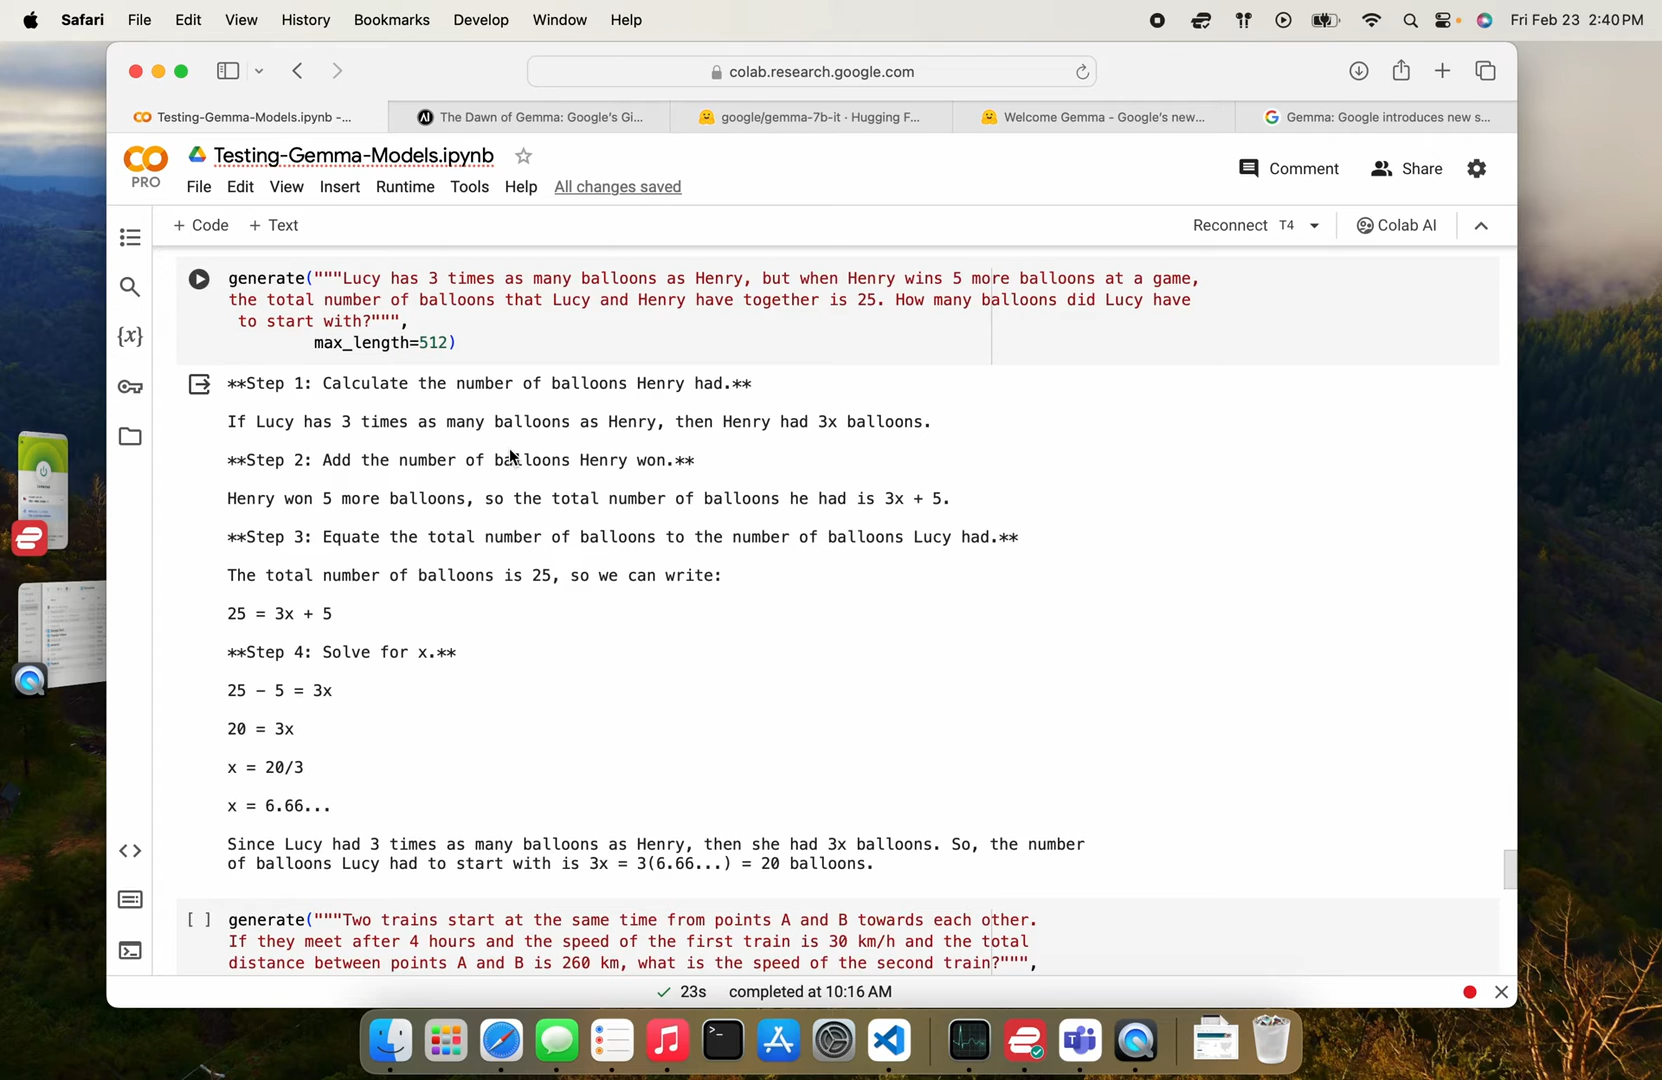 Safari File Edit View History Bookmarks Develop Window Help Fri Feb 23 2:40 PM
colab.research.google.com
Testing-Gemma-Models.ipynb -... The Dawn of Gemma: Google's Gi... google/gemma-7b-it · Hugging F... Welcome Gemma - Google's new... Gemma: Google introduces new s...
Testing-Gemma-Models.ipynb
PRO
Comment Share
File Edit View Insert Runtime Tools Help All changes saved
+ Code + Text Reconnect T4 Colab AI
generate("""Lucy has 3 times as many balloons as Henry, but when Henry wins 5 more balloons at a game,
the total number of balloons that Lucy and Henry have together is 25. How many balloons did Lucy have
to start with?""",
max_length=512)
**Step 1: Calculate the number of balloons Henry had.**
If Lucy has 3 times as many balloons as Henry, then Henry had 3x balloons.
**Step 2: Add the number of balloons Henry won.**
Henry won 5 more balloons, so the total number of balloons he had is 3x + 5.
**Step 3: Equate the total number of balloons to the number of balloons Lucy had.**
The total number of balloons is 25, so we can write:
25 = 3x + 5
**Step 4: Solve for x.**
25 - 5 = 3x
20 = 3x
x = 20/3
x = 6.66...
Since Lucy had 3 times as many balloons as Henry, then she had 3x balloons. So, the number
of balloons Lucy had to start with is 3x = 3(6.66...) = 20 balloons.
[ ] generate("""Two trains start at the same time from points A and B towards each other.
If they meet after 4 hours and the speed of the first train is 30 km/h and the total
distance between points A and B is 260 km, what is the speed of the second train?""",
23s completed at 10:16 AM